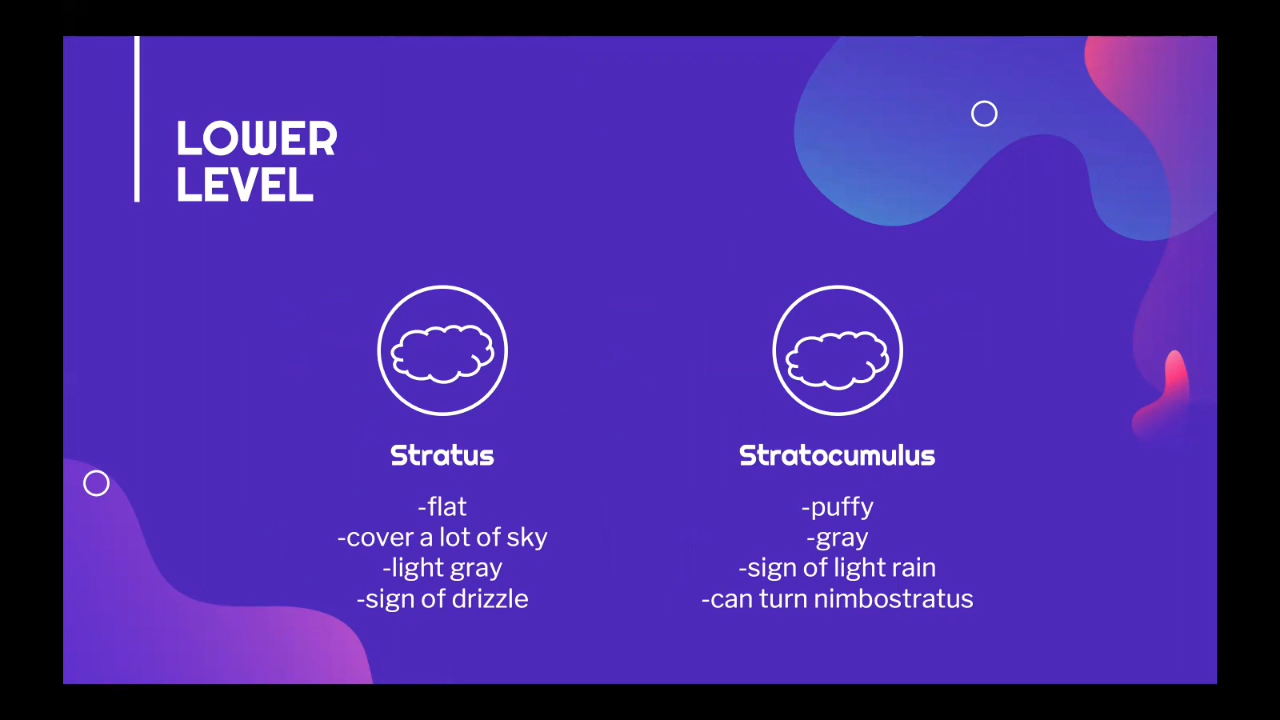 LOWER
LEVEL
Stratus
-flat
-cover a lot of sky
-light gray
-sign of drizzle
Stratocumulus
-puffy
-gray
-sign of light rain
-can turn nimbostratus